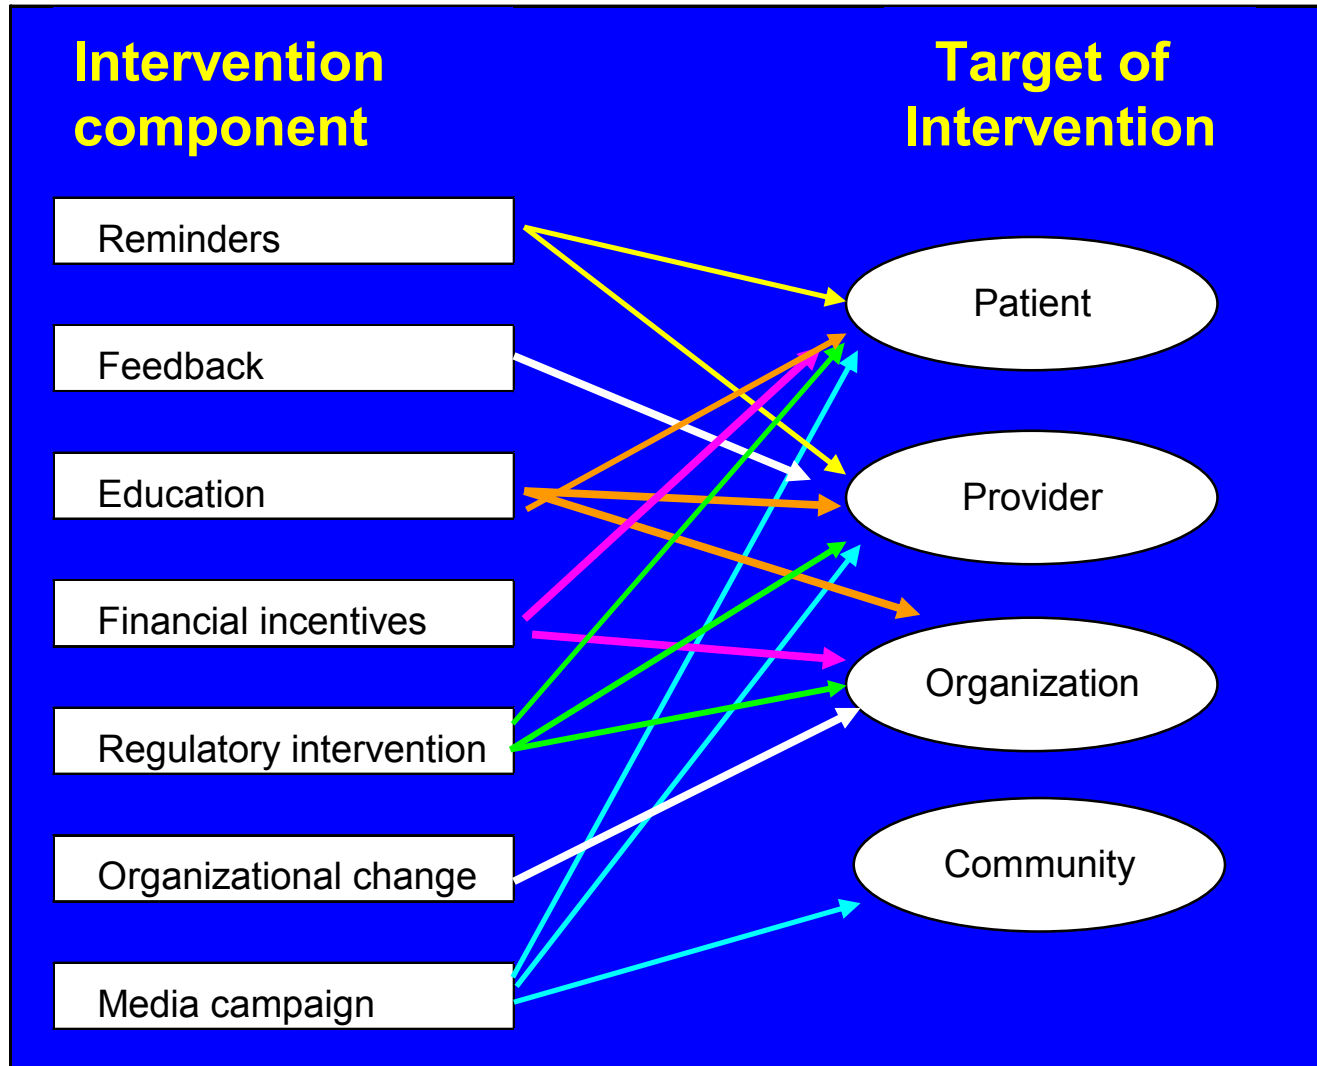 Intervention
component
Target of
Intervention
Reminders
Feedback
Education
Financial incentives
Regulatory intervention
Organizational change
Media campaign
Patient
Provider
Organization
Community